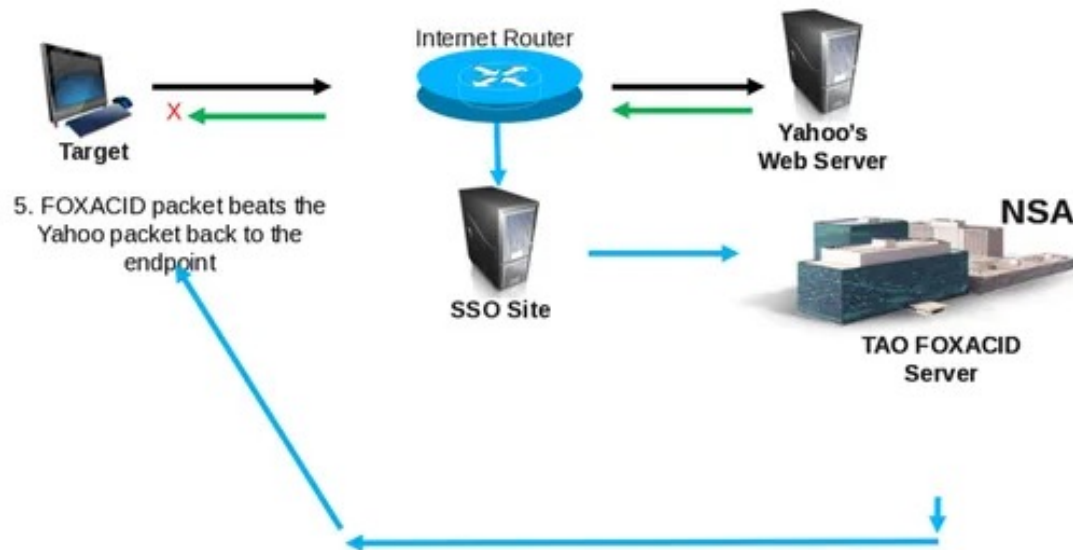 Internet Router
X
Target
Yahoo's
Web Server
5. FOXACID packet beats the
Yahoo packet back to the
endpoint
SSO Site
NSA
TAO FOXACID
Server